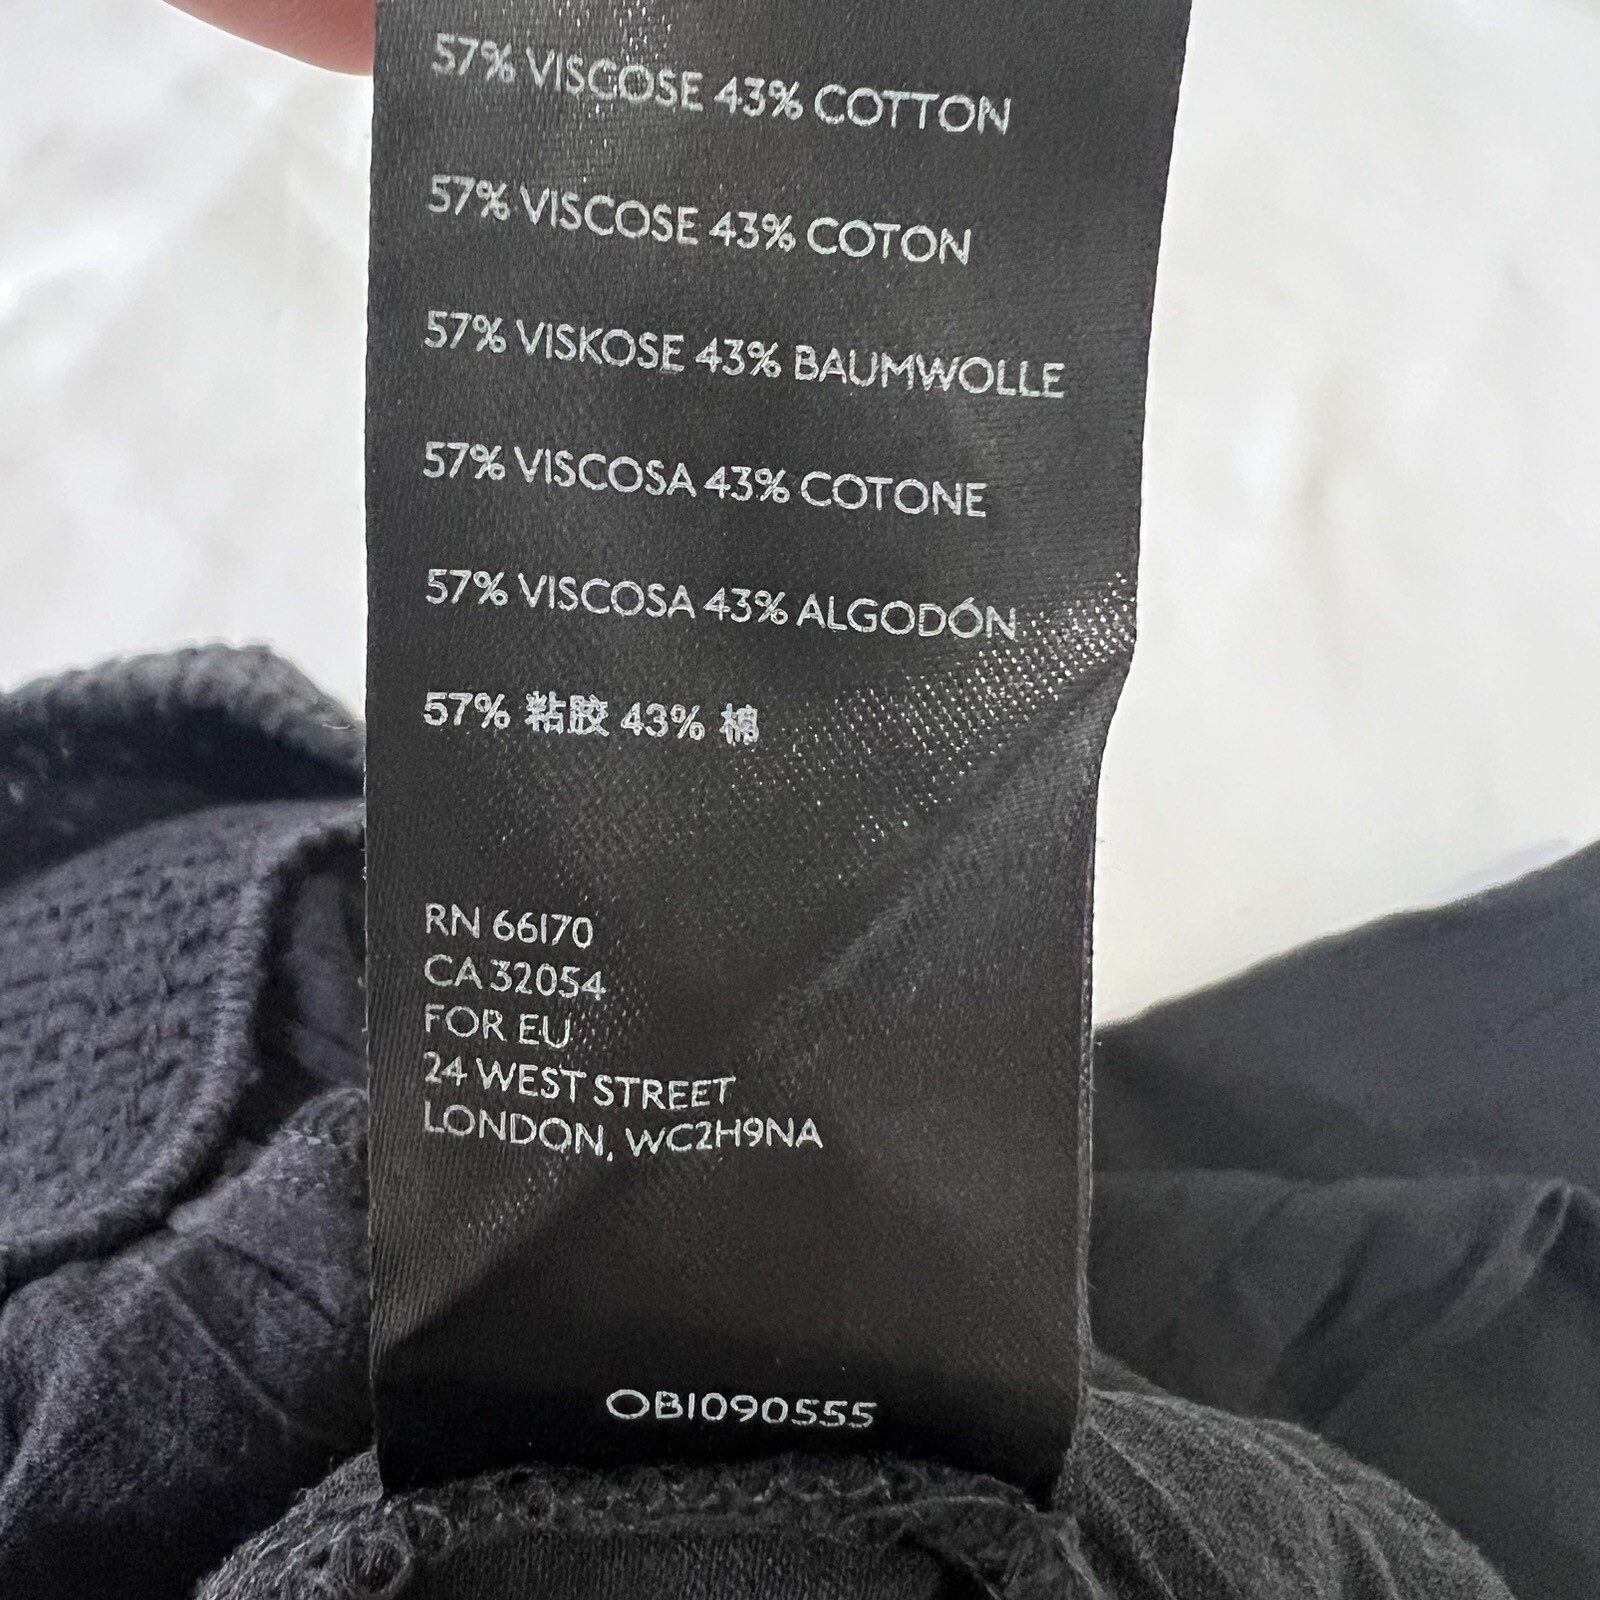 57% VISCOSE 43% COTTON
57% VISCOSE 43% COTON
57% VISKOSE 43% BAUMWOLLE
57% VISCOSA 43% COTONE
57% VISCOSA 43% ALGODÓN
57% 粘胶 43% 棉
RN 66170
CA 32054
FOR EU
24 WEST STREET
LONDON, WC2H9NA
OB1090555